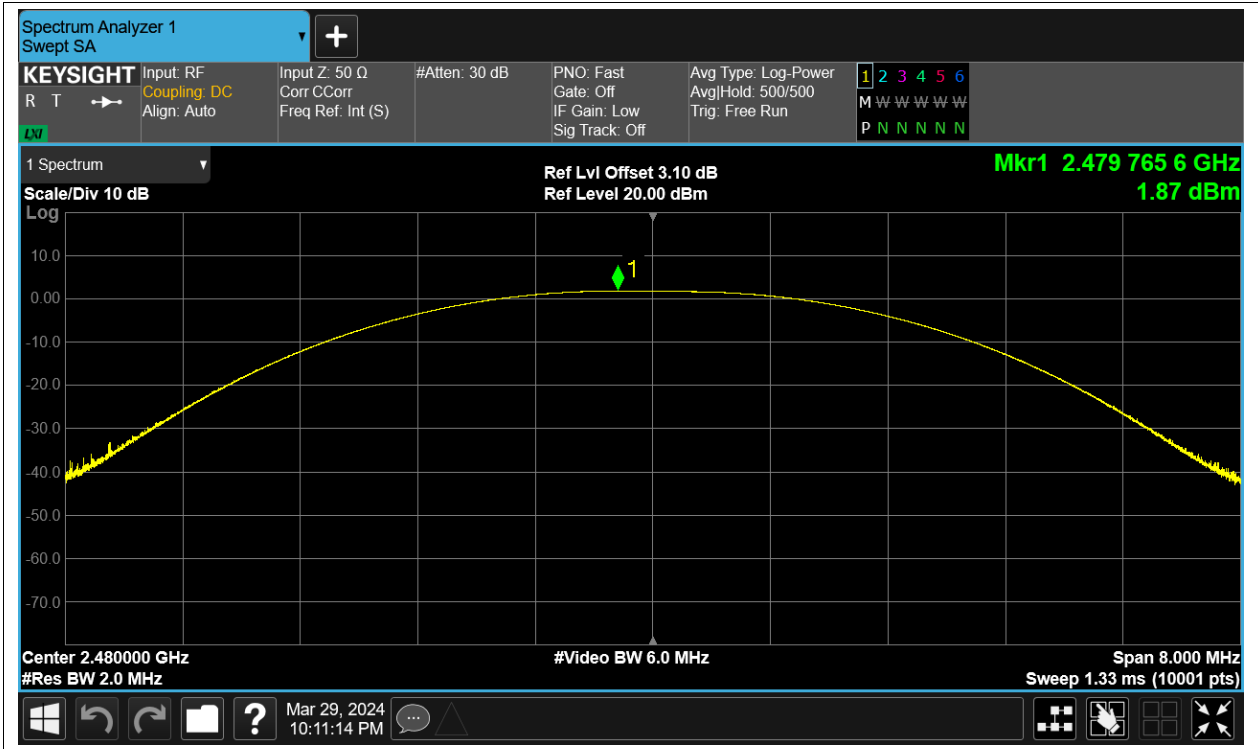 Spectrum Analyzer 1
Swept SA
+
KEYSIGHT
R T
LXI
Input: RF
Coupling: DC
Align: Auto
Input Z: 50 Ω
Corr CCorr
Freq Ref: Int (S)
#Atten: 30 dB
PNO: Fast
Gate: Off
IF Gain: Low
Sig Track: Off
Avg Type: Log-Power
Avg|Hold: 500/500
Trig: Free Run
1 2 3 4 5 6
M W W W W W
P N N N N N
1 Spectrum
Scale/Div 10 dB
Ref Lvl Offset 3.10 dB
Ref Level 20.00 dBm
Mkr1 2.479 765 6 GHz
1.87 dBm
Log
10.0
0.00
-10.0
-20.0
-30.0
-40.0
-50.0
-60.0
-70.0
1
Center 2.480000 GHz
#Res BW 2.0 MHz
#Video BW 6.0 MHz
Span 8.000 MHz
Sweep 1.33 ms (10001 pts)
?
Mar 29, 2024
10:11:14 PM